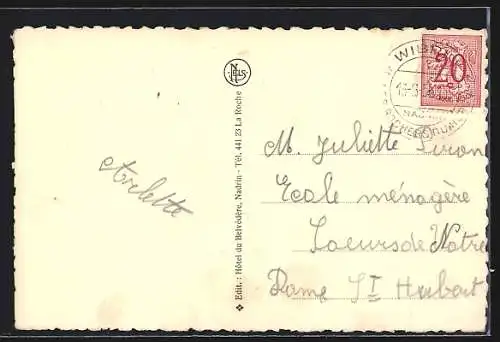 NELS
20
Arlette
Edit. : Hôtel du Belvédère, Nadrin - Tél. 441 23 La Roche
M. Juliette
Ecole ménagère
Soeurs de Notre
Dame St Hubert